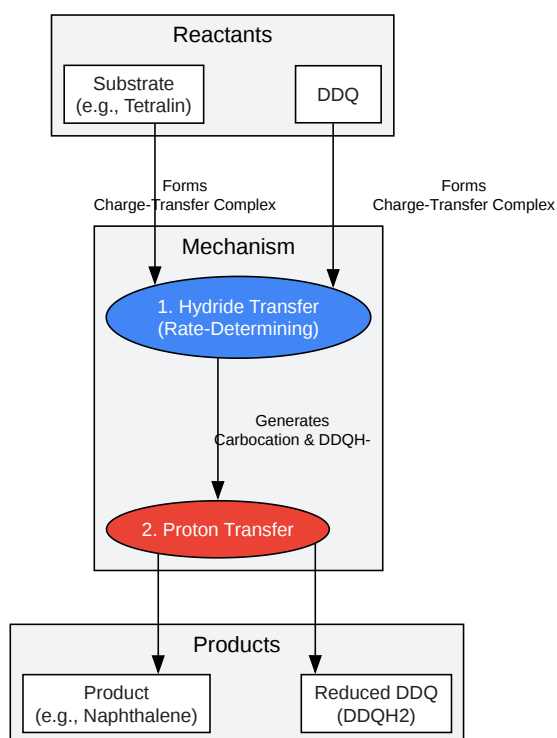 Reactants
Substrate
(e.g., Tetralin)
DDQ
Forms
Charge-Transfer Complex
Forms
Charge-Transfer Complex
Mechanism
1. Hydride Transfer
(Rate-Determining)
Generates
Carbocation & DDQH-
2. Proton Transfer
Products
Product
(e.g., Naphthalene)
Reduced DDQ
(DDQH2)